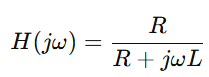 H(jω) = R / (R + jωL)